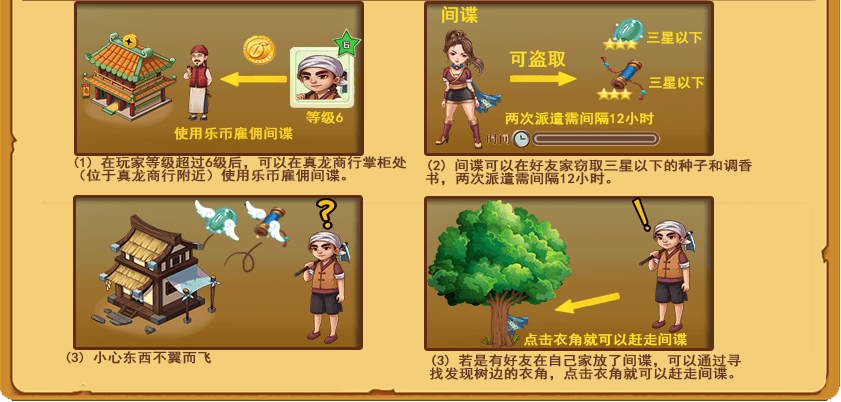 6
等级6
使用乐币雇佣间谍
(1) 在玩家等级超过6级后，可以在真龙商行掌柜处
(位于真龙商行附近) 使用乐币雇佣间谍。
间谍
可盗取
三星以下
三星以下
两次派遣需间隔12小时
时间
(2) 间谍可以在好友家窃取三星以下的种子和调香
书，两次派遣需间隔12小时。
?
(3) 小心东西不翼而飞
!
点击衣角就可以赶走间谍
(3) 若是有好友在自己家放了间谍，可以通过寻
找发现树边的衣角，点击衣角就可以赶走间谍。